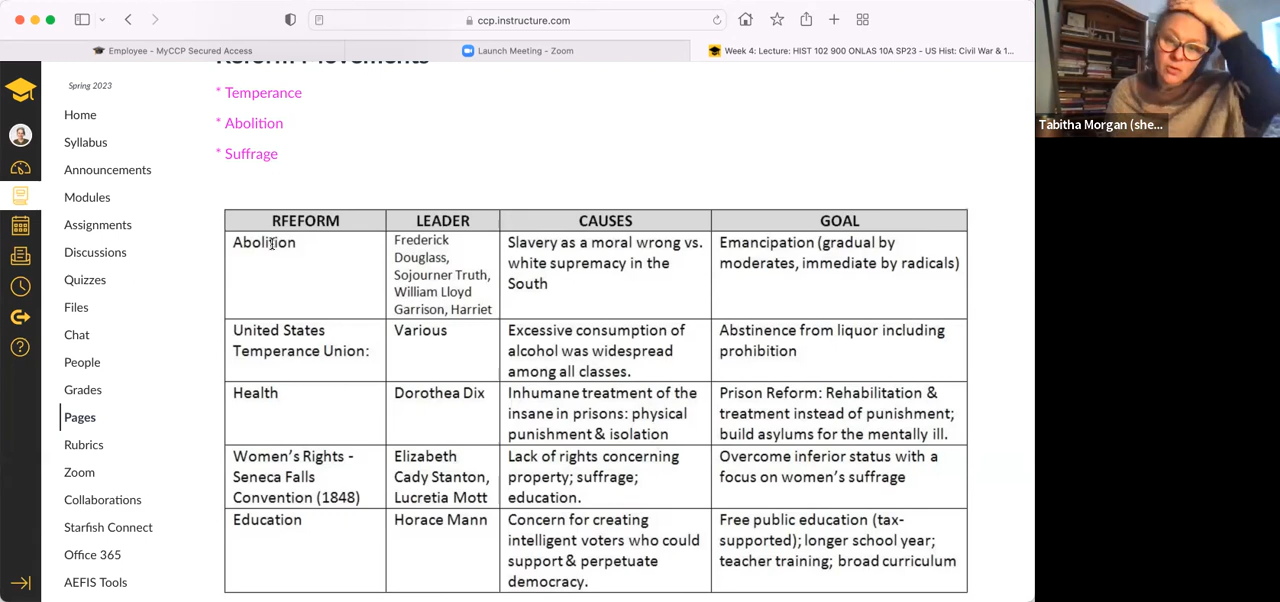 ccp.instructure.com
Employee - MyCCP Secured Access
Launch Meeting - Zoom
Week 4: Lecture: HIST 102 900 ONLAS 10A SP23 - US Hist: Civil War & 1...
Tabitha Morgan (she...
Spring 2023
Home
Syllabus
Announcements
Modules
Assignments
Discussions
Quizzes
Files
Chat
People
Grades
Pages
Rubrics
Zoom
Collaborations
Starfish Connect
Office 365
AEFIS Tools
Reform Movements
* Temperance
* Abolition
* Suffrage
RFEFORM
LEADER
CAUSES
GOAL
Abolition
Frederick
Douglass,
Sojourner Truth,
William Lloyd
Garrison, Harriet
Slavery as a moral wrong vs.
white supremacy in the
South
Emancipation (gradual by
moderates, immediate by radicals)
United States
Temperance Union:
Various
Excessive consumption of
alcohol was widespread
among all classes.
Abstinence from liquor including
prohibition
Health
Dorothea Dix
Inhumane treatment of the
insane in prisons: physical
punishment & isolation
Prison Reform: Rehabilitation &
treatment instead of punishment;
build asylums for the mentally ill.
Women's Rights -
Seneca Falls
Convention (1848)
Elizabeth
Cady Stanton,
Lucretia Mott
Lack of rights concerning
property; suffrage;
education.
Overcome inferior status with a
focus on women's suffrage
Education
Horace Mann
Concern for creating
intelligent voters who could
support & perpetuate
democracy.
Free public education (tax-
supported); longer school year;
teacher training; broad curriculum